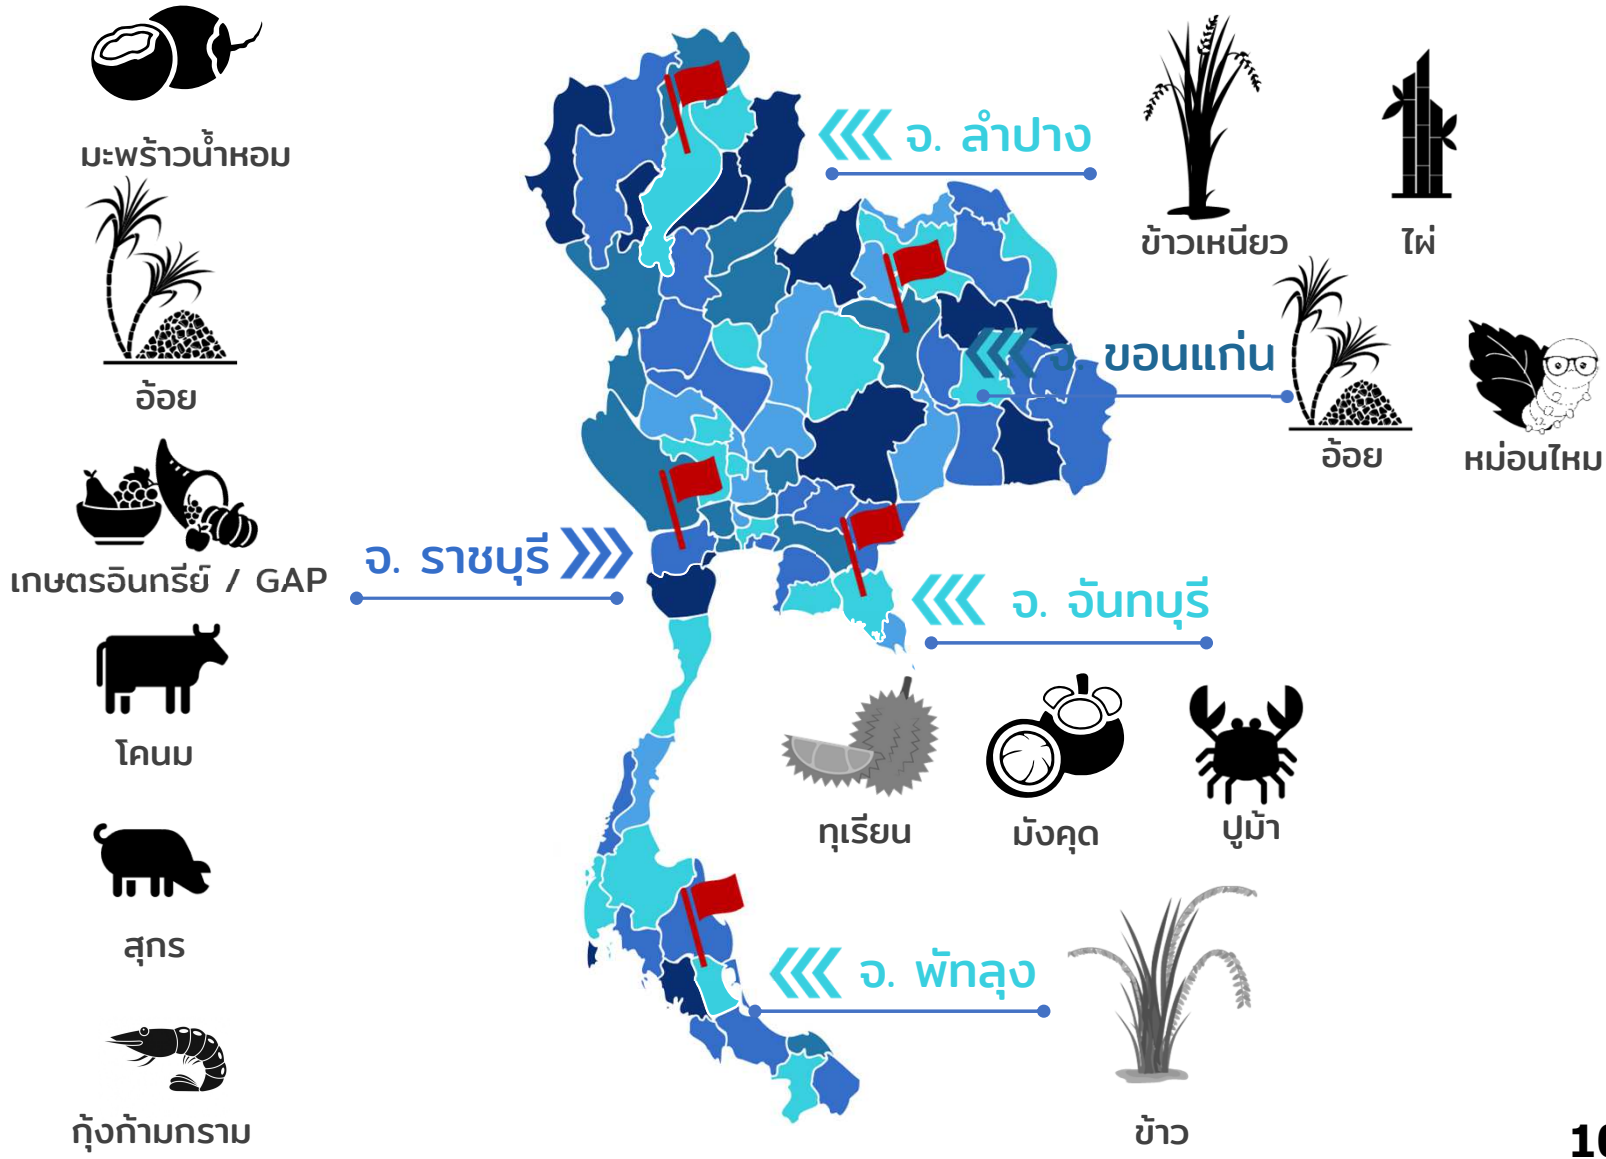 มะพร้าวน้ำหอม
อ้อย
เกษตรอินทรีย์ / GAP
โคนม
สุกร
กุ้งก้ามกราม
จ. ราชบุรี
จ. ลำปาง
ข้าวเหนียว
ไผ่
จ. ขอนแก่น
อ้อย
หม่อนไหม
จ. จันทบุรี
ทุเรียน
มังคุด
ปูม้า
จ. พัทลุง
ข้าว